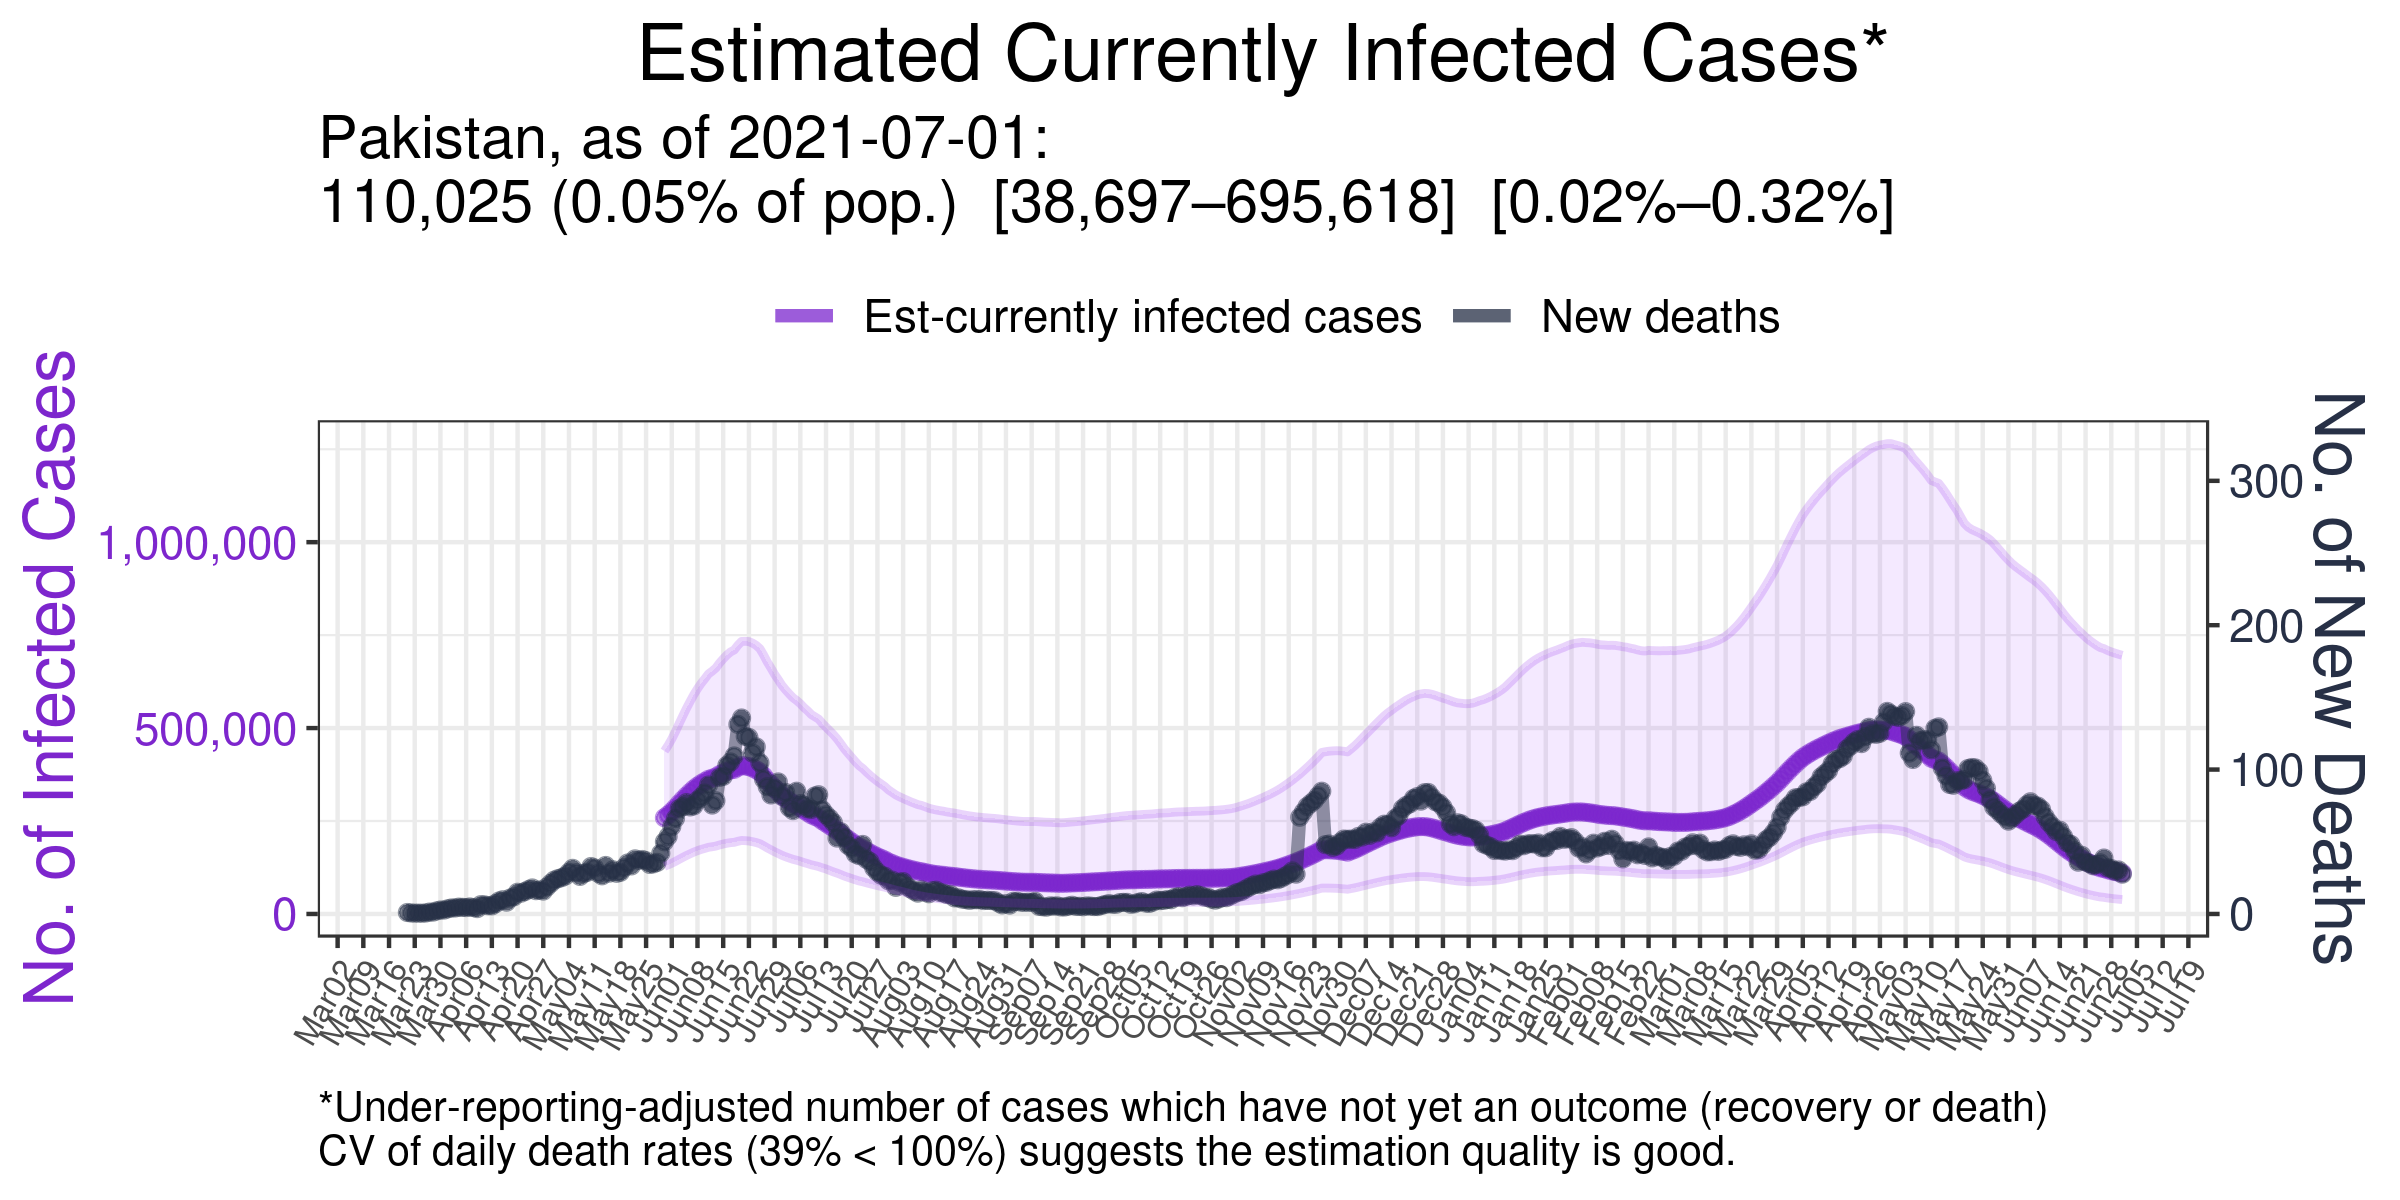 Estimated Currently Infected Cases*
Pakistan, as of 2021-07-01:
110,025 (0.05% of pop.)  [38,697–695,618]  [0.02%–0.32%]
Est-currently infected cases
New deaths
No. of Infected Cases
1,000,000
500,000
0
No. of New Deaths
300
200
100
0
Mar02
Mar09
Mar16
Mar23
Mar30
Apr06
Apr13
Apr20
Apr27
May04
May11
May18
May25
Jun01
Jun08
Jun15
Jun22
Jun29
Jul06
Jul13
Jul20
Jul27
Aug03
Aug10
Aug17
Aug24
Aug31
Sep07
Sep14
Sep21
Sep28
Oct05
Oct12
Oct19
Oct26
Nov02
Nov09
Nov16
Nov23
Nov30
Dec07
Dec14
Dec21
Dec28
Jan04
Jan11
Jan18
Jan25
Feb01
Feb08
Feb15
Feb22
Mar01
Mar08
Mar15
Mar22
Mar29
Apr05
Apr12
Apr19
Apr26
May03
May10
May17
May24
May31
Jun07
Jun14
Jun21
Jun28
Jul05
Jul12
Jul19
*Under-reporting-adjusted number of cases which have not yet an outcome (recovery or death)
CV of daily death rates (39% < 100%) suggests the estimation quality is good.